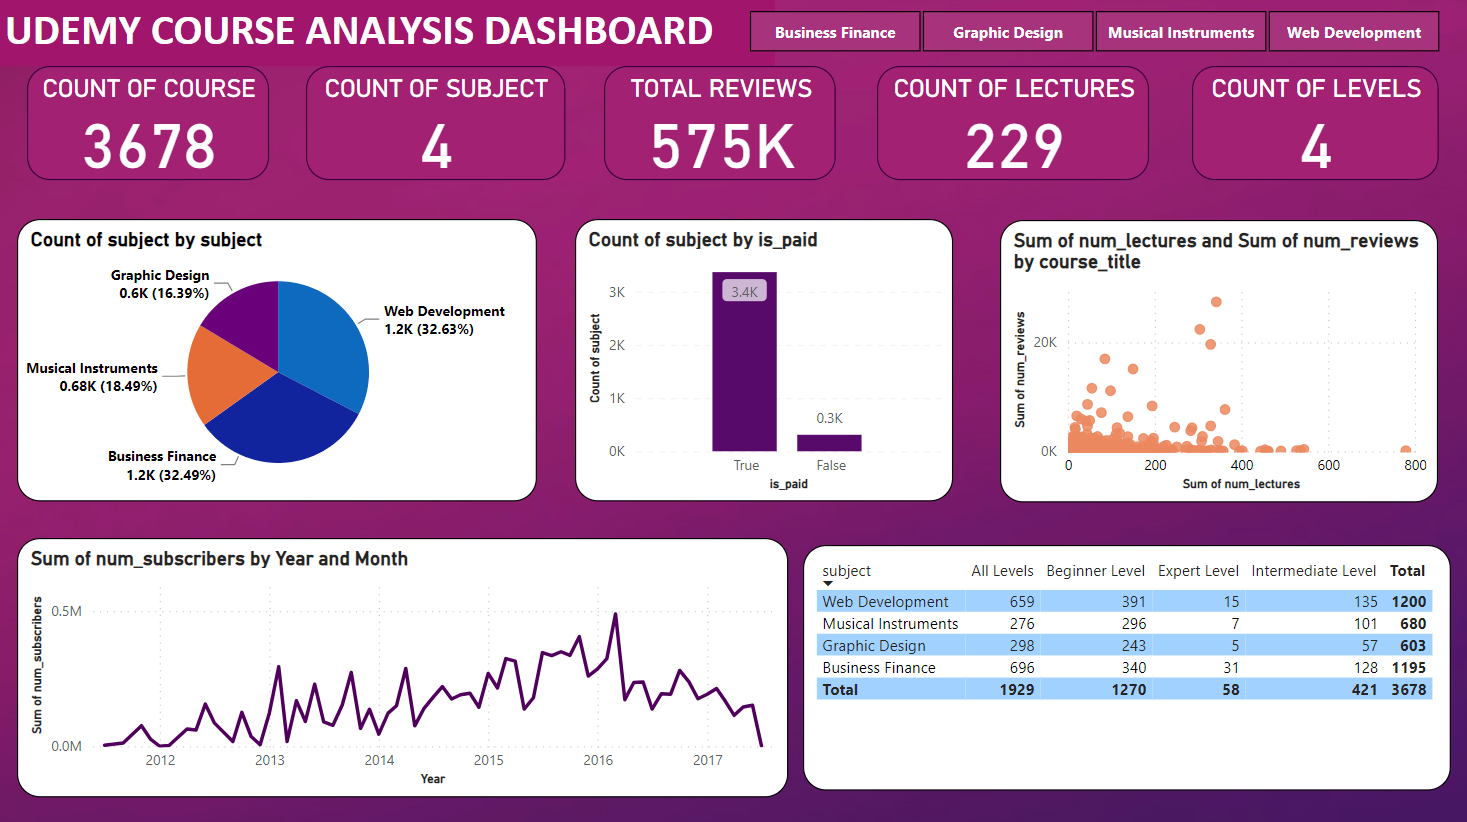 UDEMY COURSE ANALYSIS DASHBOARD
Business Finance
Graphic Design
Musical Instruments
Web Development
COUNT OF COURSE
3678
COUNT OF SUBJECT
4
TOTAL REVIEWS
575K
COUNT OF LECTURES
229
COUNT OF LEVELS
4
Count of subject by subject
Graphic Design
0.6K (16.39%)
Web Development
1.2K (32.63%)
Musical Instruments
0.68K (18.49%)
Business Finance
1.2K (32.49%)
Count of subject by is_paid
Count of subject
3K
2K
1K
0K
3.4K
0.3K
True
False
is_paid
Sum of num_lectures and Sum of num_reviews
by course_title
Sum of num_reviews
20K
0K
0
200
400
600
800
Sum of num_lectures
Sum of num_subscribers by Year and Month
Sum of num_subscribers
0.5M
0.0M
2012
2013
2014
2015
2016
2017
Year
subject All Levels Beginner Level Expert Level Intermediate Level Total
Web Development 659 391 15 135 1200
Musical Instruments 276 296 7 101 680
Graphic Design 298 243 5 57 603
Business Finance 696 340 31 128 1195
Total 1929 1270 58 421 3678